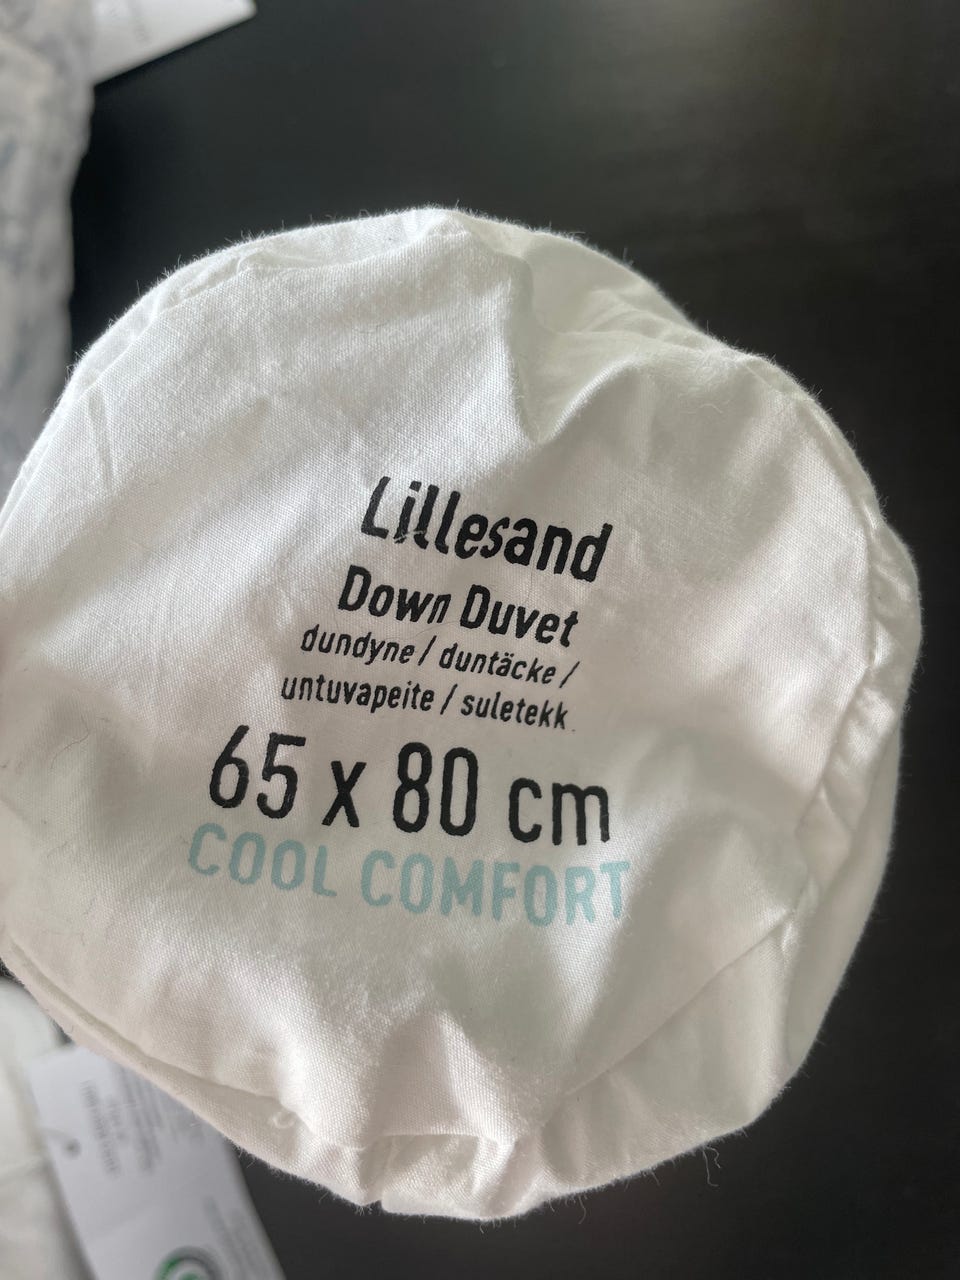 Lillesand
Down Duvet
dundyne / duntäcke /
untuvapeite / suletekk
65 x 80 cm
COOL COMFORT